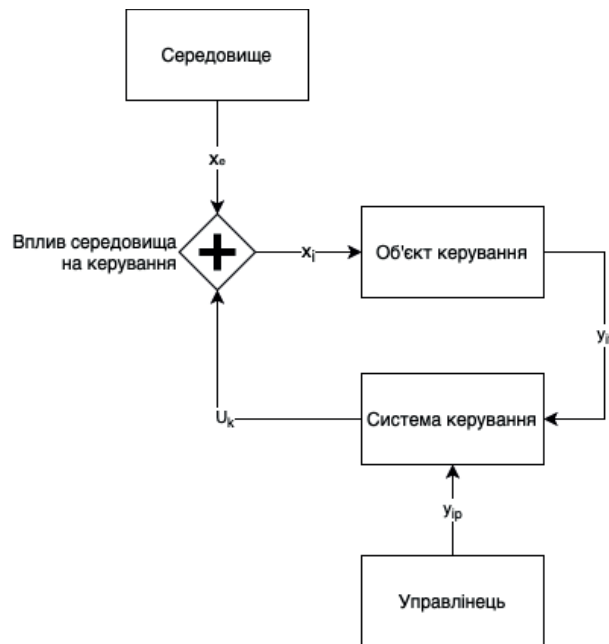 Середовище
xₑ
Вплив середовища
на керування
xᵢ
Об'єкт керування
yᵢ
Uₖ
Система керування
yᵢₚ
Управлінець